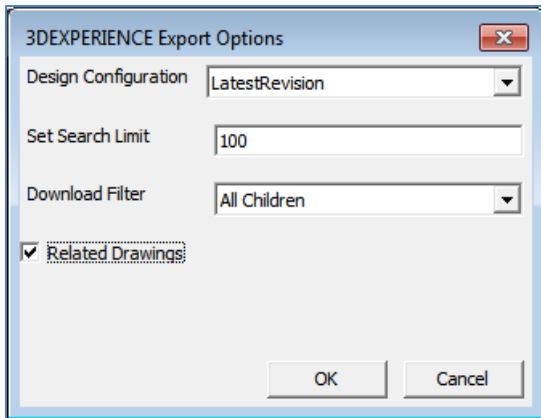 3DEXPERIENCE Export Options
Design Configuration LatestRevision
Set Search Limit 100
Download Filter All Children
Related Drawings
OK Cancel